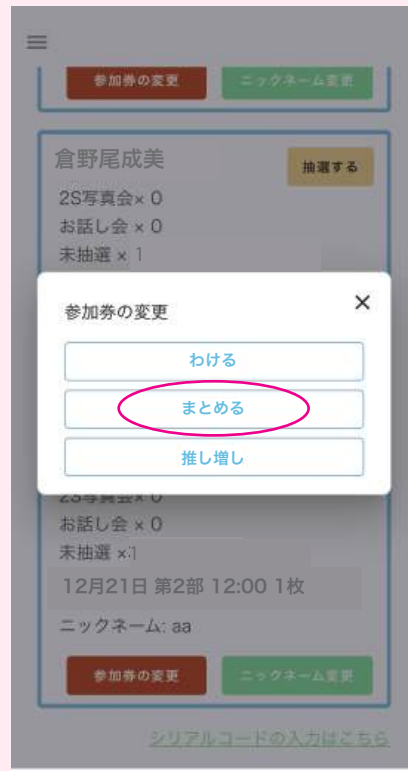 参加券の変更 ニックネーム変更
倉野尾成美 抽選する
2S写真会× 0
お話し会 × 0
未抽選 × 1
参加券の変更 ×
わける
まとめる
推し増し
2S写真会× 0
お話し会 × 0
未抽選 ×1
12月21日 第2部 12:00 1枚
ニックネーム: aa
参加券の変更 ニックネーム変更
シリアルコードの入力はこちら